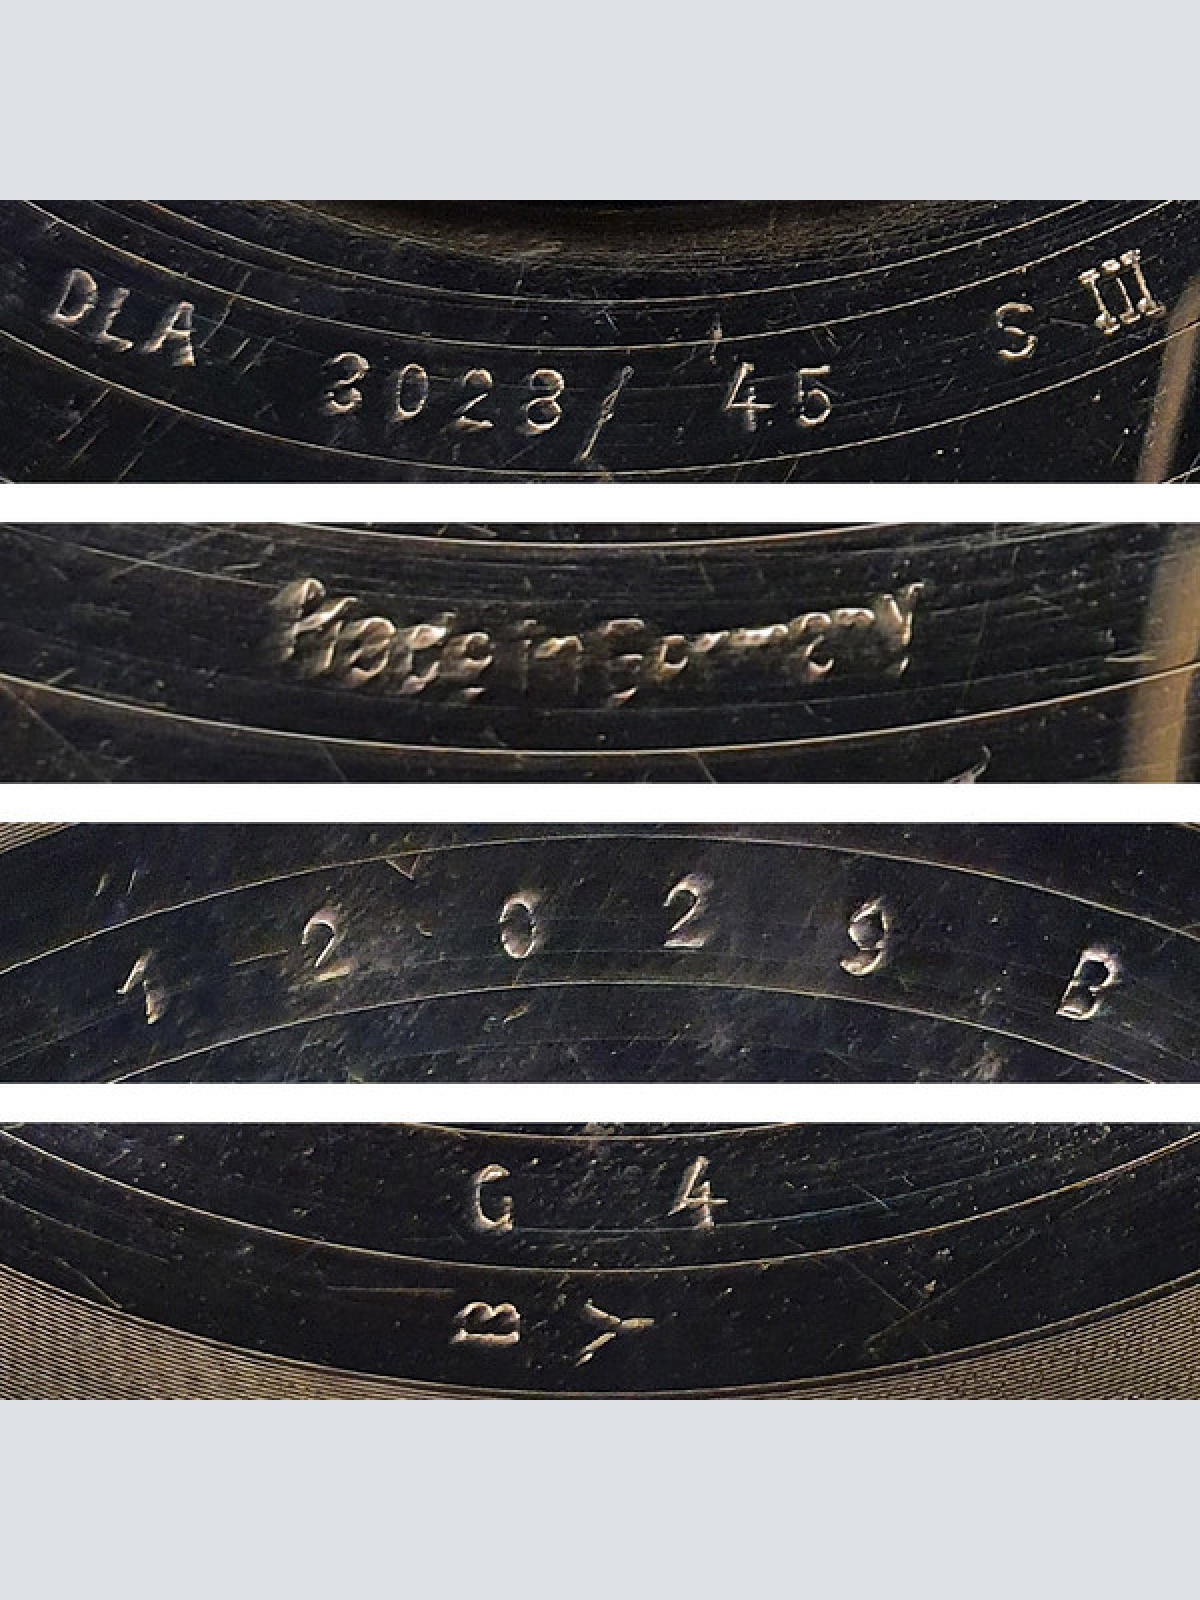 DLA 3028/ 45 S III
Made in Germany
1 2 0 2 9 B
G 4
B Y